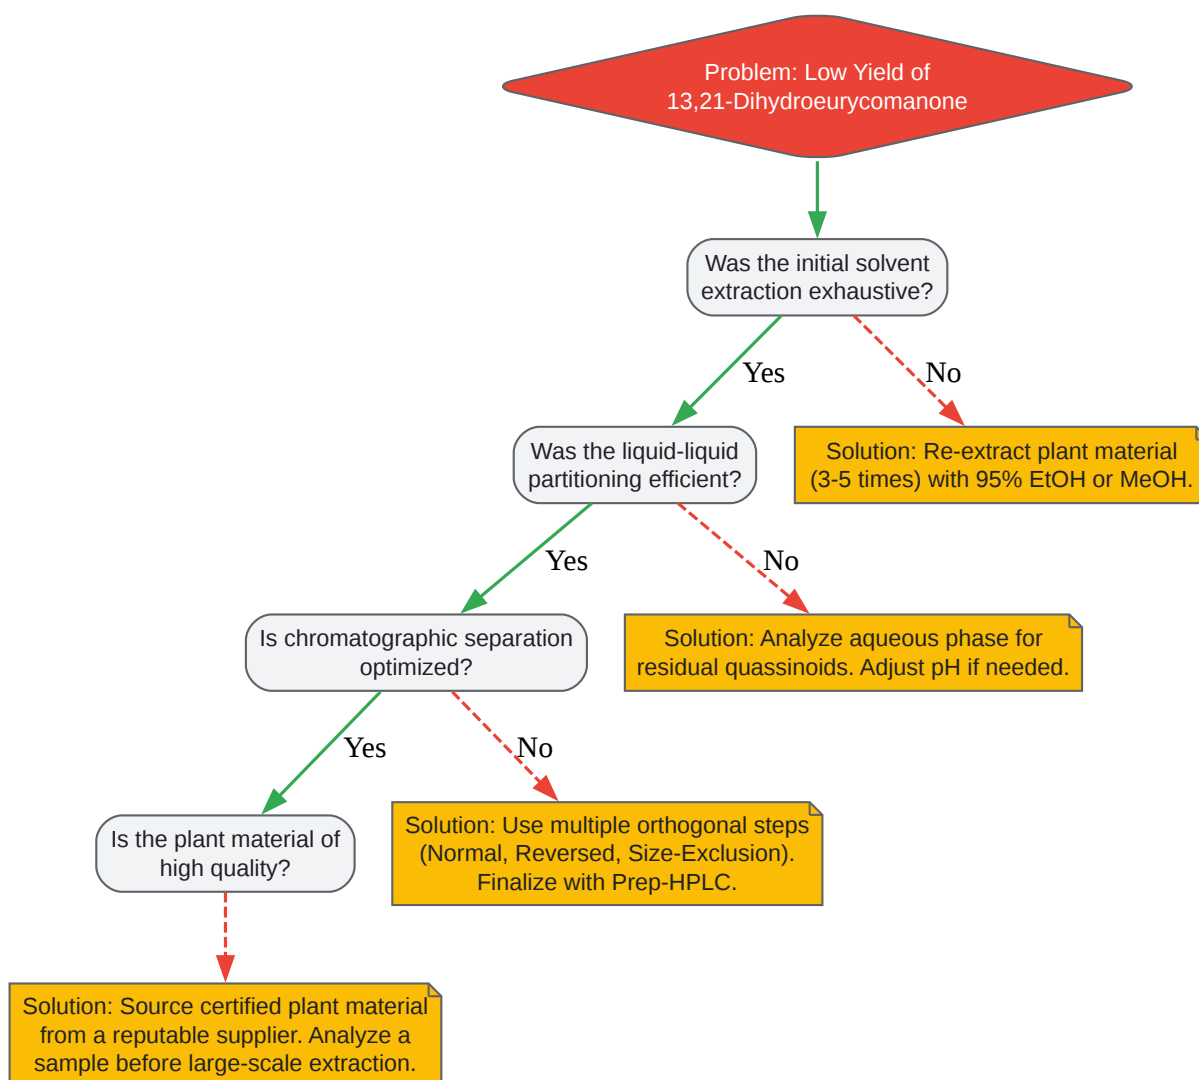 Problem: Low Yield of
13,21-Dihydroeurycomanone
Was the initial solvent
extraction exhaustive?
Yes
No
Was the liquid-liquid
partitioning efficient?
Solution: Re-extract plant material
(3-5 times) with 95% EtOH or MeOH.
Yes
No
Is chromatographic separation
optimized?
Solution: Analyze aqueous phase for
residual quassinoids. Adjust pH if needed.
Yes
No
Is the plant material of
high quality?
Solution: Use multiple orthogonal steps
(Normal, Reversed, Size-Exclusion).
Finalize with Prep-HPLC.
Solution: Source certified plant material
from a reputable supplier. Analyze a
sample before large-scale extraction.